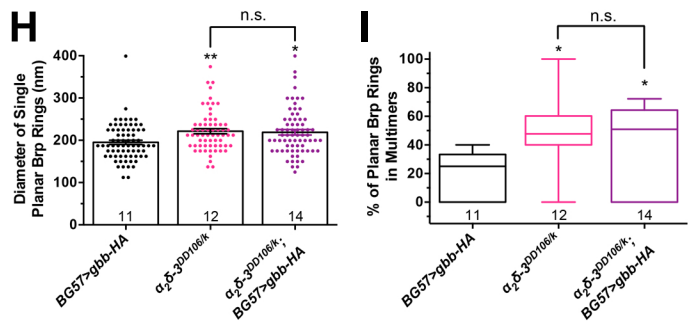 H
n.s.
** *
Diameter of Single
Planar Brp Rings (nm)
400
300
200
100
0
11 12 14
BG57>gbb-HA
α₂δ-3ᴰᴰ¹⁰⁶/ᵏ
α₂δ-3ᴰᴰ¹⁰⁶/ᵏ;
BG57>gbb-HA
I
n.s.
* *
% of Planar Brp Rings
in Multimers
100
80
60
40
20
0
11 12 14
BG57>gbb-HA
α₂δ-3ᴰᴰ¹⁰⁶/ᵏ
α₂δ-3ᴰᴰ¹⁰⁶/ᵏ;
BG57>gbb-HA